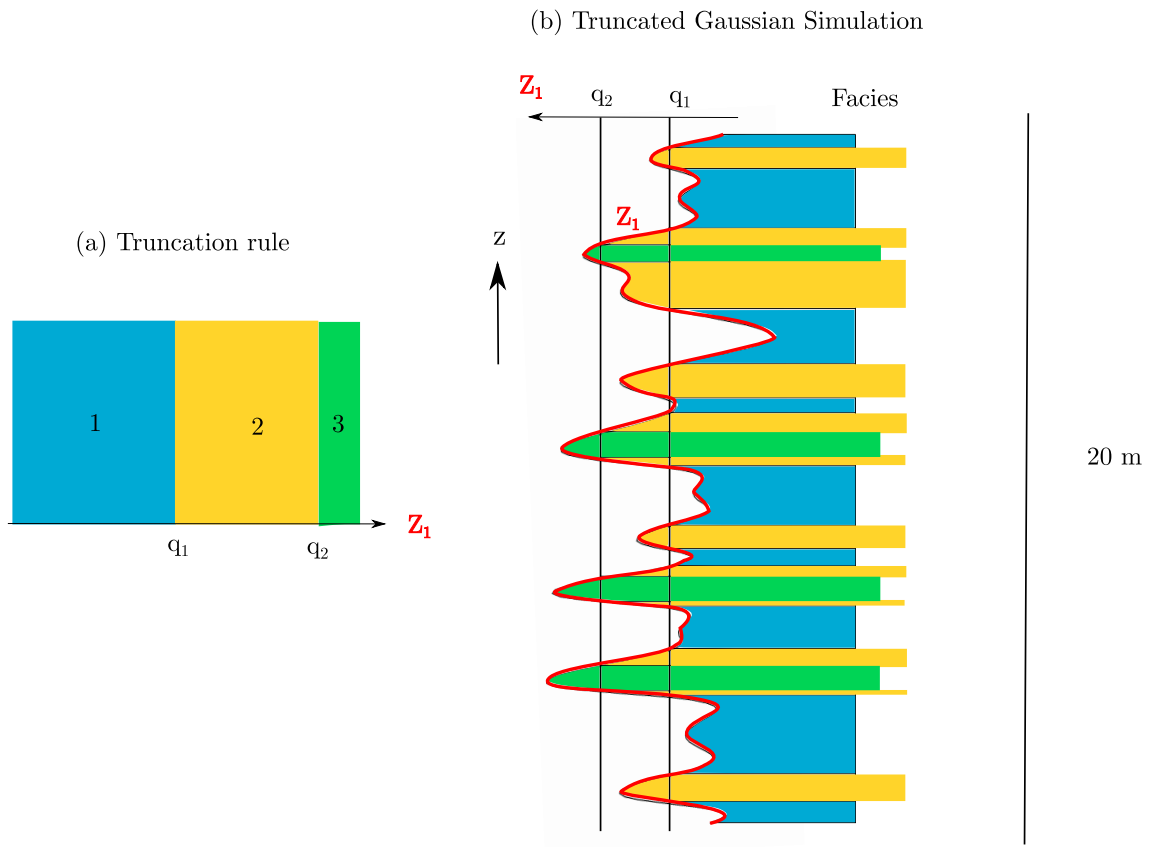 (b) Truncated Gaussian Simulation
Z₁
q₂
q₁
Facies
Z₁
z
(a) Truncation rule
1
2
3
20 m
Z₁
q₁
q₂